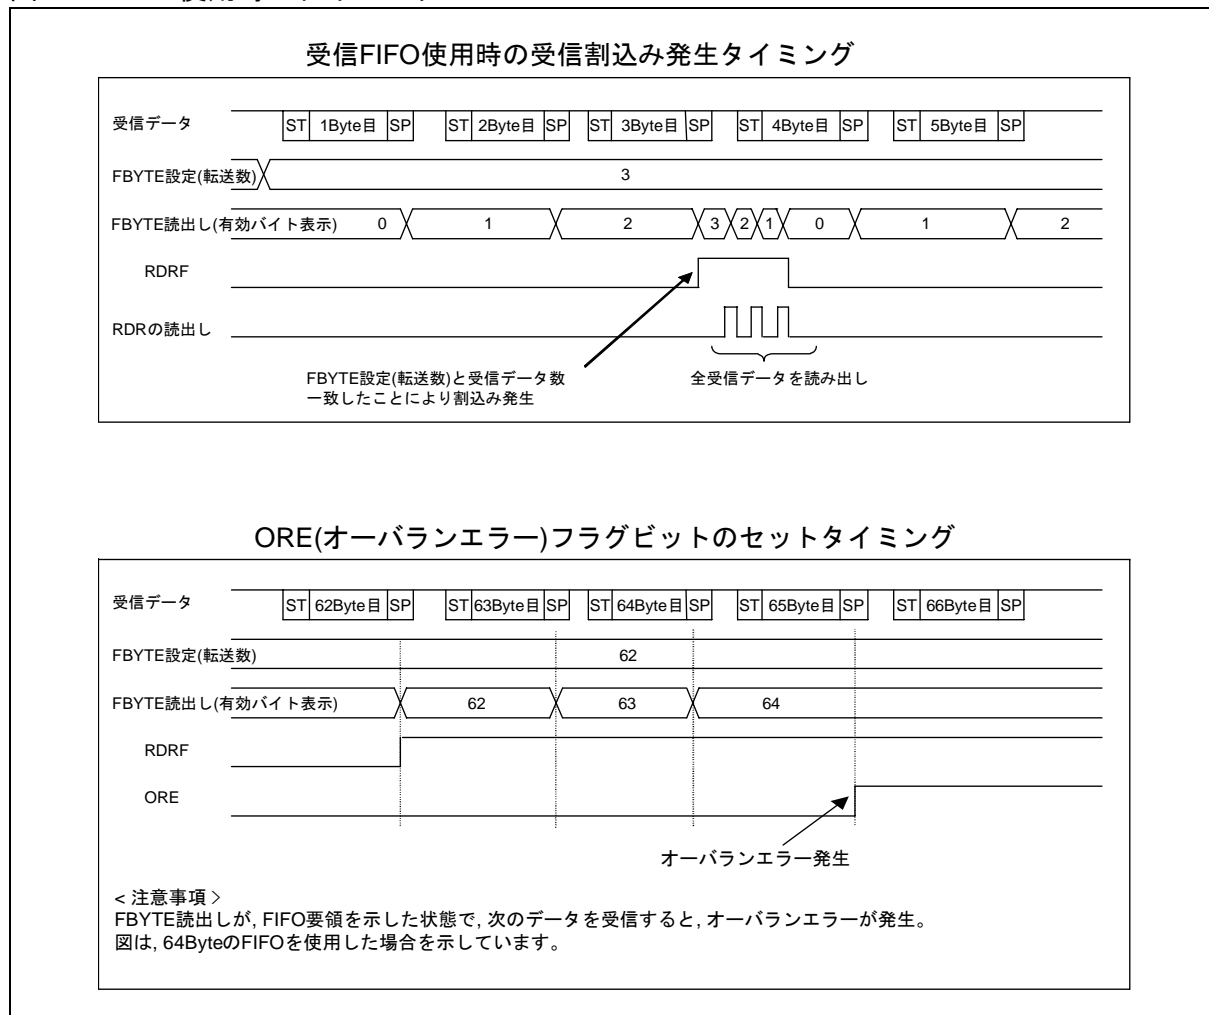 受信FIFO使用時の受信割込み発生タイミング
受信データ ST 1Byte目 SP ST 2Byte目 SP ST 3Byte目 SP ST 4Byte目 SP ST 5Byte目 SP
FBYTE設定(転送数) 3
FBYTE読出し(有効バイト表示) 0 1 2 3 2 1 0 1 2
RDRF
RDRの読出し
FBYTE設定(転送数)と受信データ数
一致したことにより割込み発生
全受信データを読み出し
ORE(オーバランエラー)フラグビットのセットタイミング
受信データ ST 62Byte目 SP ST 63Byte目 SP ST 64Byte目 SP ST 65Byte目 SP ST 66Byte目 SP
FBYTE設定(転送数) 62
FBYTE読出し(有効バイト表示) 62 63 64
RDRF
ORE
オーバランエラー発生
< 注意事項 >
FBYTE読出しが, FIFO要領を示した状態で, 次のデータを受信すると, オーバランエラーが発生。
図は, 64ByteのFIFOを使用した場合を示しています。